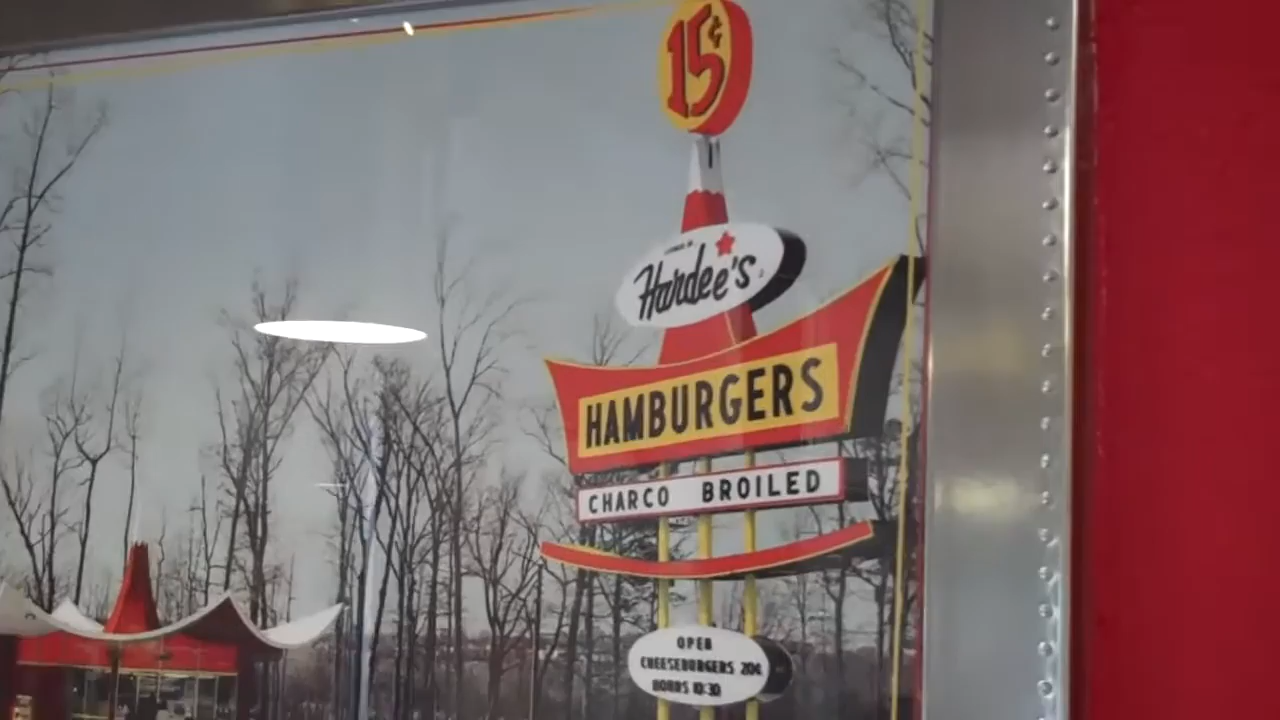 15¢
Hardee's
HAMBURGERS
CHARCO BROILED
OPEN
CHEESEBURGERS 20¢
HOURS 10:30